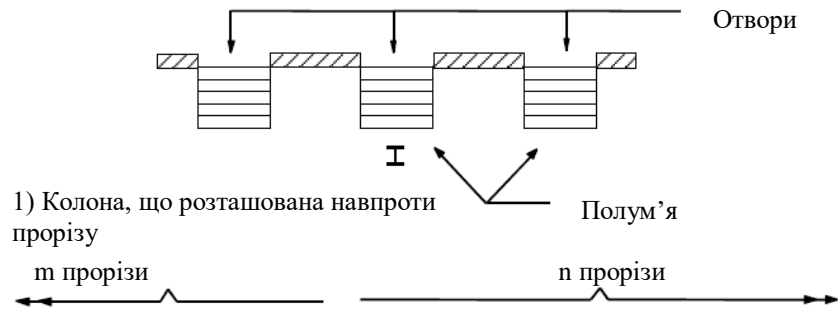 Отвори
1) Колона, що розташована навпроти
прорізу
Полум’я
m прорізи
n прорізи